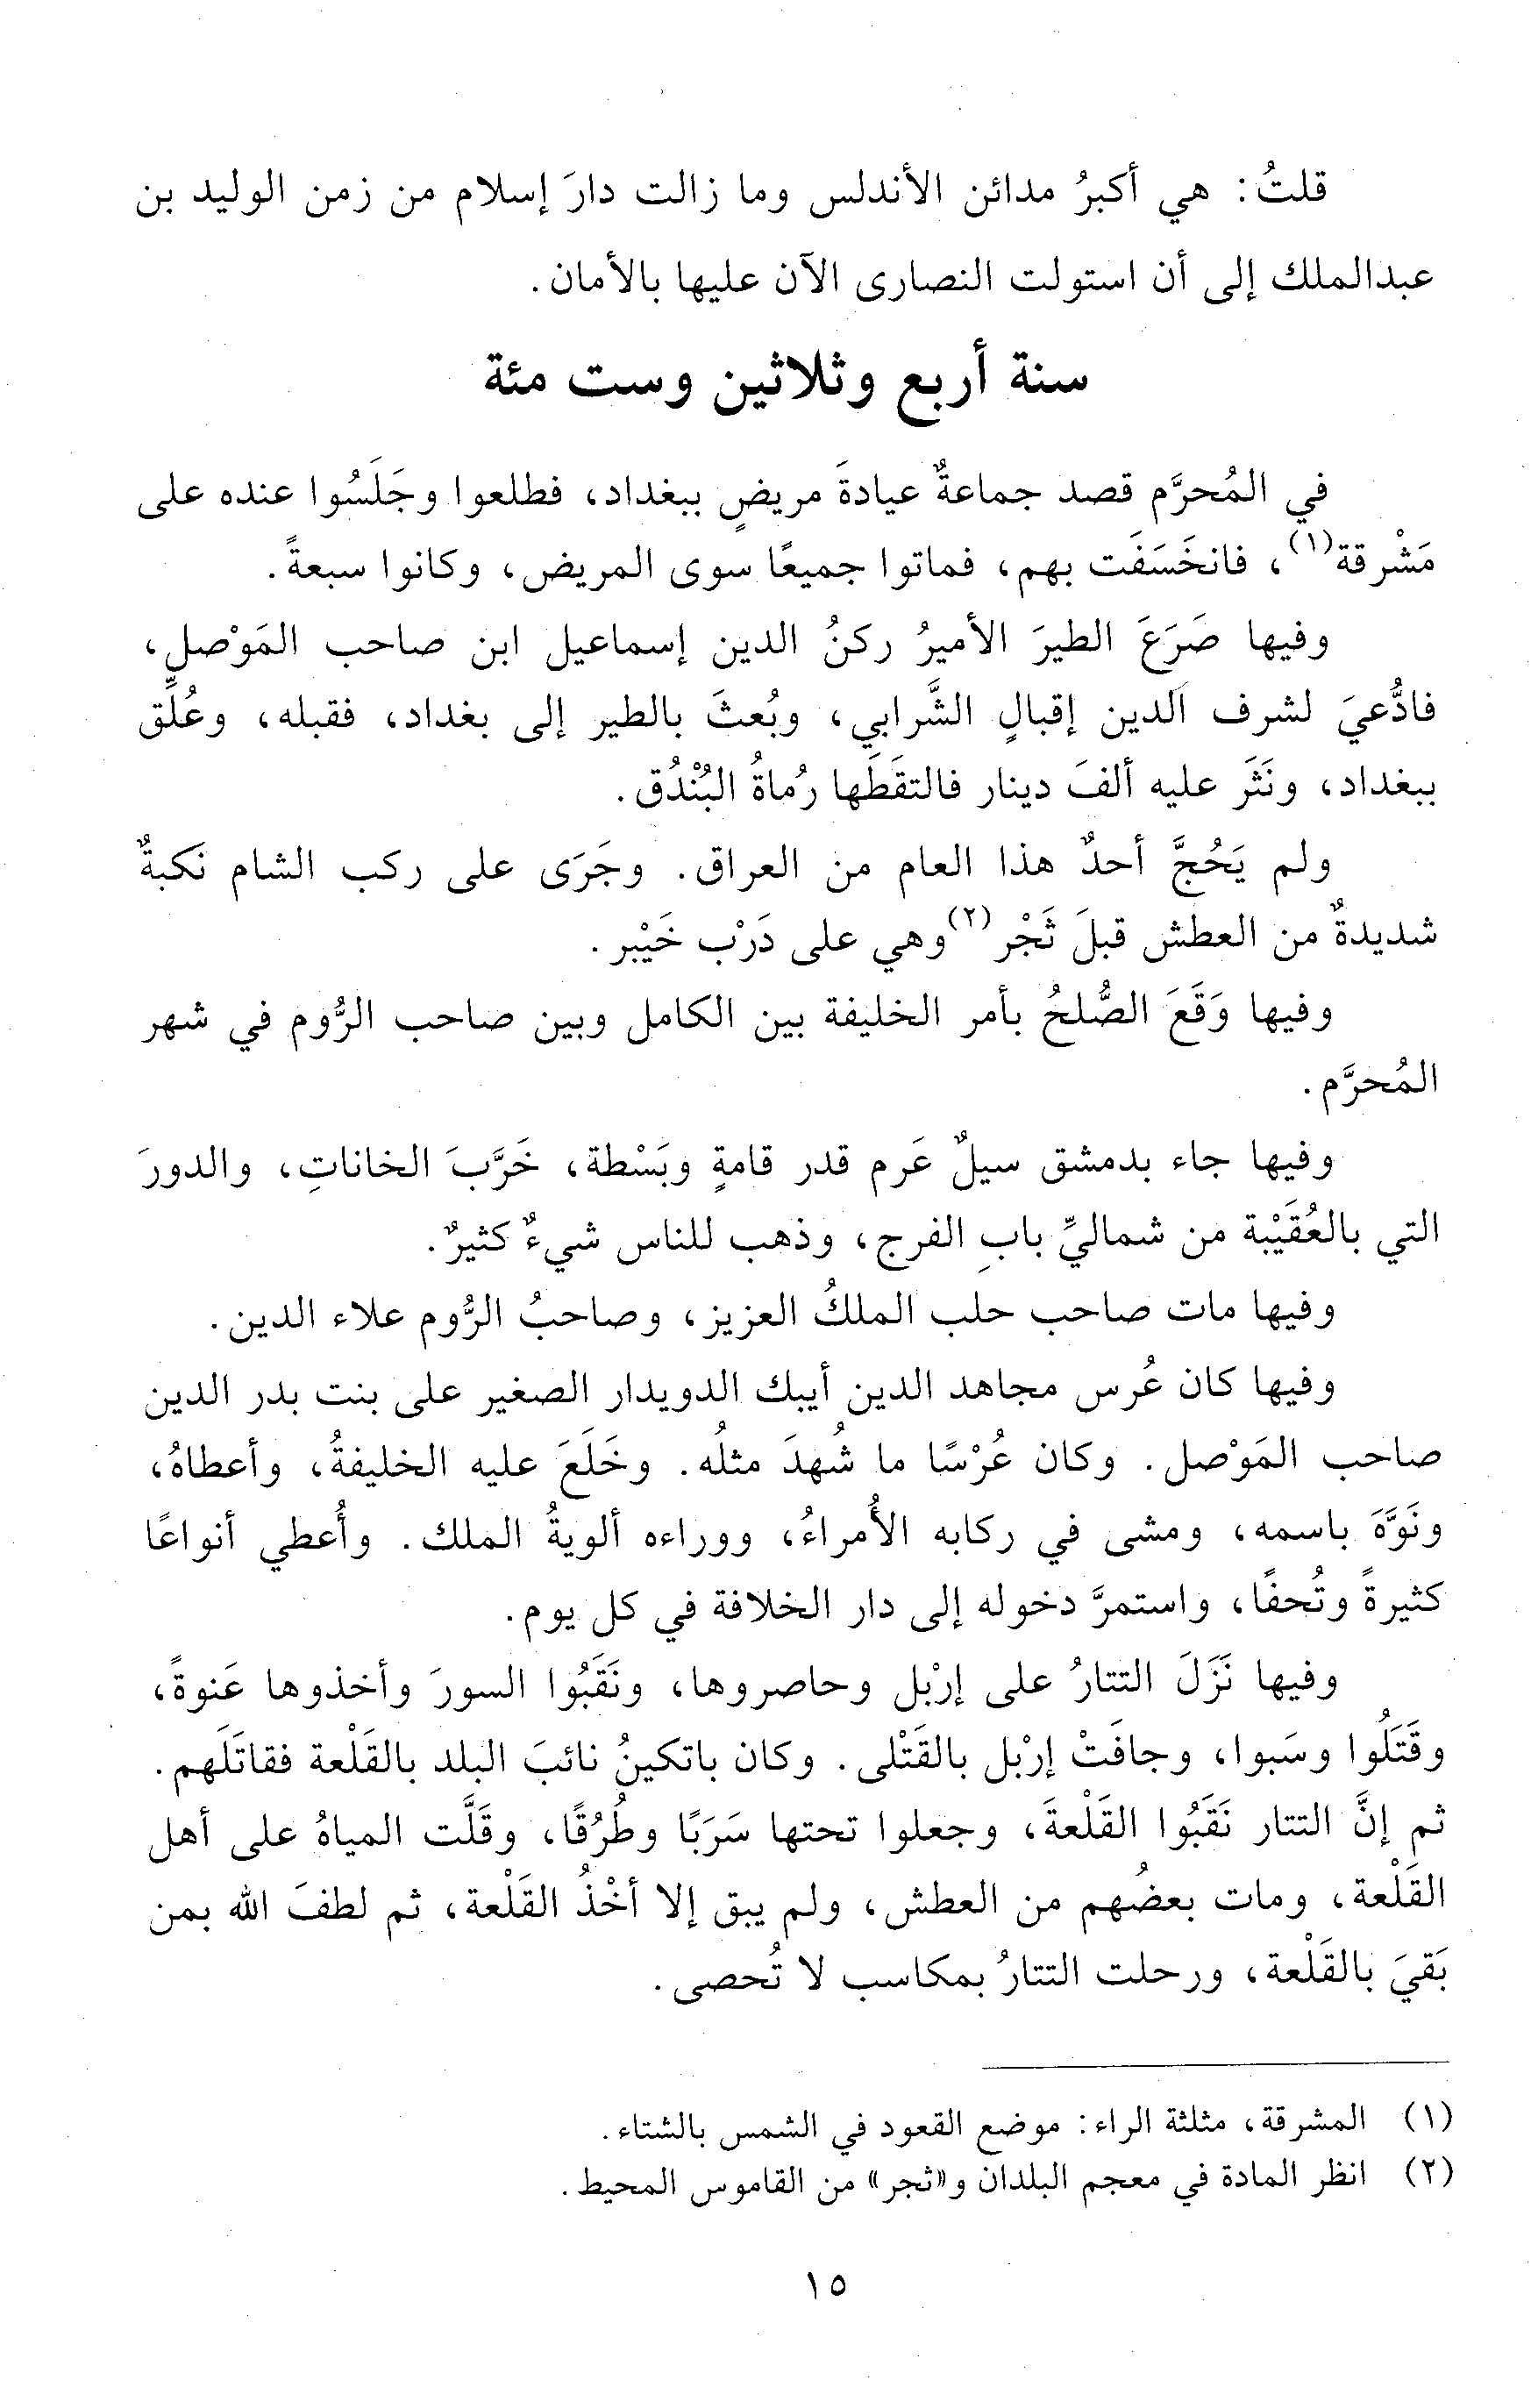 قلتُ: هي أكبرُ مدائن الأندلس وما زالت دارَ إسلام من زمن الوليد بن
عبدالملك إلى أن استولت النصارى الآن عليها بالأمان.
سنة أربع وثلاثين وست مئة
في المُحرَّم قصد جماعةٌ عيادةَ مريضٍ ببغداد، فطلعوا وجَلَسُوا عنده على
مَشْرقة(١)، فانخَسَفَت بهم، فماتوا جميعًا سوى المريض، وكانوا سبعةً.
وفيها صَرَعَ الطيرَ الأميرُ ركنُ الدين إسماعيل ابن صاحب المَوْصل،
فادُّعيَ لشرف الدين إقبالٍ الشَّرابي، وبُعثَ بالطير إلى بغداد، فقبله، وعُلِّق
ببغداد، ونَثَر عليه ألفَ دينار فالتقَطَها رُماةُ البُنْدُق.
ولم يَحُجَّ أحدٌ هذا العام من العراق. وجَرَى على ركب الشام نَكبةٌ
شديدةٌ من العطش قبلَ ثَجْر(٢) وهي على دَرْب خَيْبر.
وفيها وَقَعَ الصُّلحُ بأمر الخليفة بين الكامل وبين صاحب الرُّوم في شهر
المُحرَّم.
وفيها جاء بدمشق سيلٌ عَرم قدر قامةٍ وبَسْطة، خَرَّبَ الخاناتِ، والدورَ
التي بالعُقَيْبة من شماليِّ بابِ الفرج، وذهب للناس شيءٌ كثيرٌ.
وفيها مات صاحب حلب الملكُ العزيز، وصاحبُ الرُّوم علاء الدين.
وفيها كان عُرس مجاهد الدين أيبك الدويدار الصغير على بنت بدر الدين
صاحب المَوْصل. وكان عُرْسًا ما شُهدَ مثلُه. وخَلَعَ عليه الخليفةُ، وأعطاهُ،
ونَوَّهَ باسمه، ومشى في ركابه الأُمراءُ، ووراءه ألويةُ الملك. وأُعطي أنواعًا
كثيرةً وتُحفًا، واستمرَّ دخوله إلى دار الخلافة في كل يوم.
وفيها نَزَلَ التتارُ على إرْبل وحاصروها، ونَقَبُوا السورَ وأخذوها عَنوةً،
وقَتَلُوا وسَبوا، وجافَتْ إرْبل بالقَتْلى. وكان باتكينُ نائبَ البلد بالقَلْعة فقاتَلَهم.
ثم إنَّ التتار نَقَبُوا القَلْعةَ، وجعلوا تحتها سَرَبًا وطُرُقًا، وقَلَّت المياهُ على أهل
القَلْعة، ومات بعضُهم من العطش، ولم يبق إلا أخْذُ القَلْعة، ثم لطفَ الله بمن
بَقيَ بالقَلْعة، ورحلت التتارُ بمكاسب لا تُحصى.
(١) المشرقة، مثلثة الراء: موضع القعود في الشمس بالشتاء.
(٢) انظر المادة في معجم البلدان و«ثجر» من القاموس المحيط.
١٥